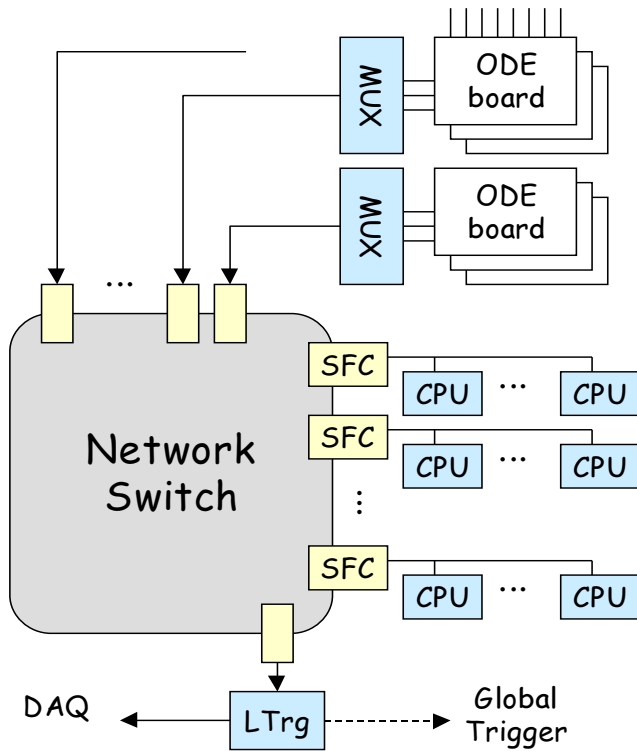 MUX
ODE
board
MUX
ODE
board
...
SFC
CPU
...
CPU
Network
Switch
SFC
CPU
...
CPU
...
SFC
CPU
...
CPU
DAQ
LTrg
Global
Trigger